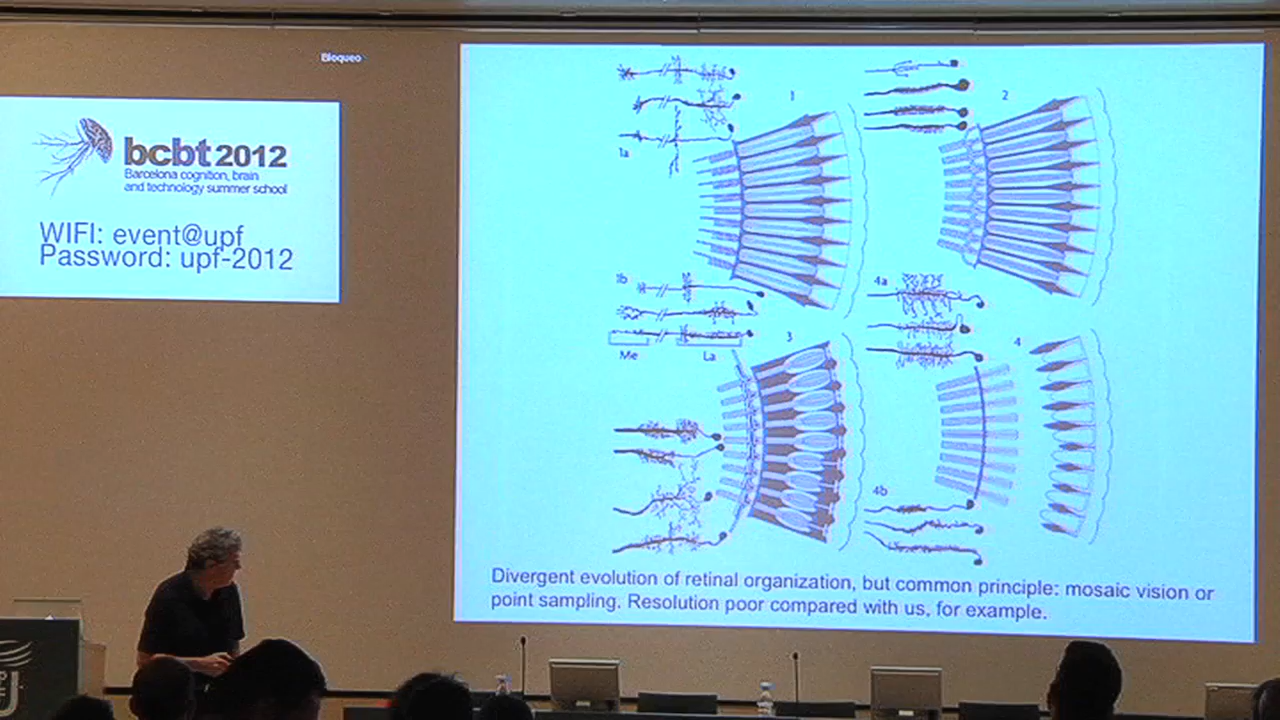 Bloqueo
bcbt 2012
Barcelona cognition, brain
and technology summer school
WIFI: event@upf
Password: upf-2012
1
2
1a
1b
4a
3
4
Me
La
4b
Divergent evolution of retinal organization, but common principle: mosaic vision or
point sampling. Resolution poor compared with us, for example.